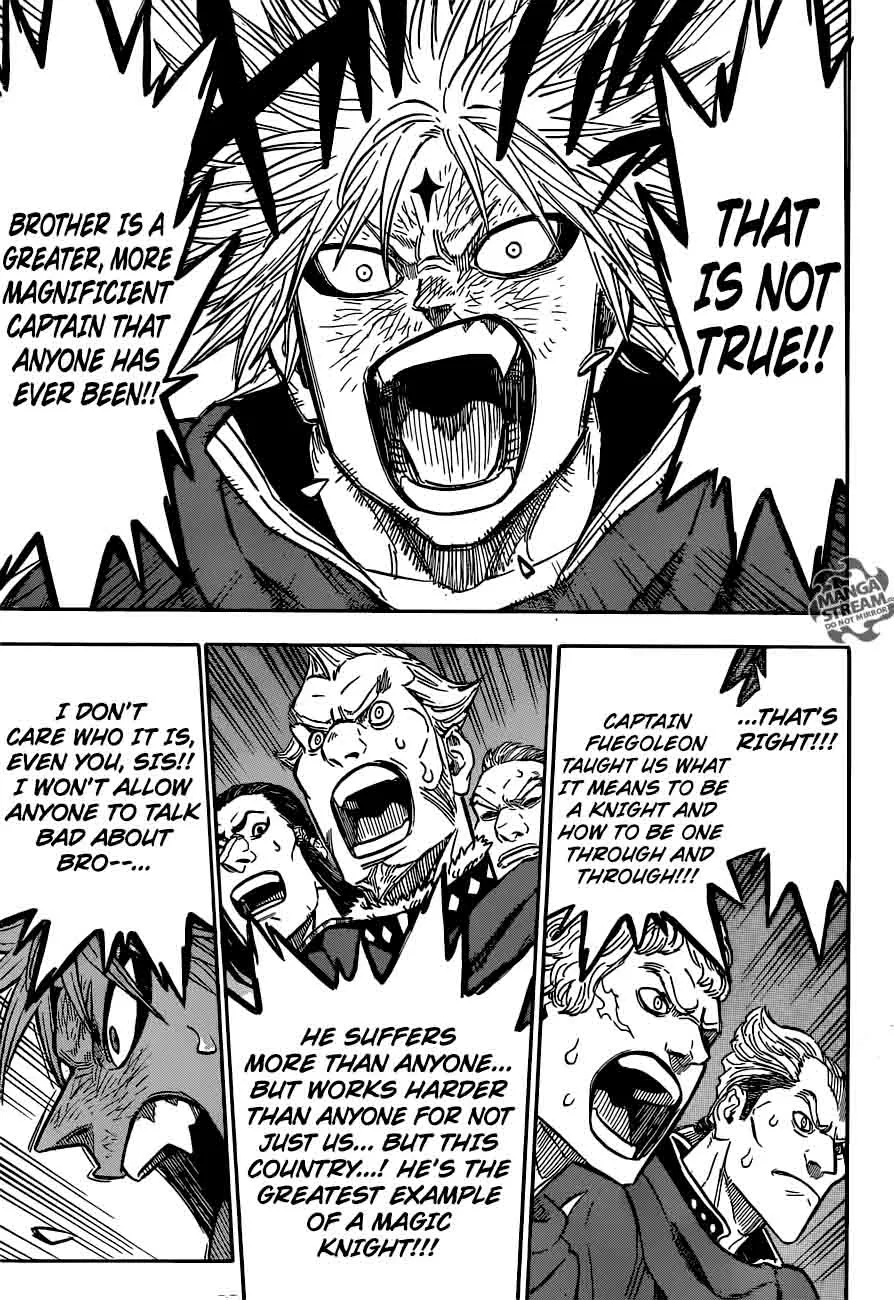 THAT
IS NOT
TRUE!!
BROTHER IS A
GREATER, MORE
MAGNIFICIENT
CAPTAIN THAT
ANYONE HAS
EVER BEEN!!
MANGA
STREAM
DO NOT MIRROR
...THAT'S
RIGHT!!!
CAPTAIN
FUEGOLEON
TAUGHT US WHAT
IT MEANS TO BE
A KNIGHT AND
HOW TO BE ONE
THROUGH AND
THROUGH!!!
HE SUFFERS
MORE THAN ANYONE...
BUT WORKS HARDER
THAN ANYONE FOR NOT
JUST US... BUT THIS
COUNTRY...! HE'S THE
GREATEST EXAMPLE
OF A MAGIC
KNIGHT!!!
I DON'T
CARE WHO IT IS,
EVEN YOU, SIS!!
I WON'T ALLOW
ANYONE TO TALK
BAD ABOUT
BRO--...